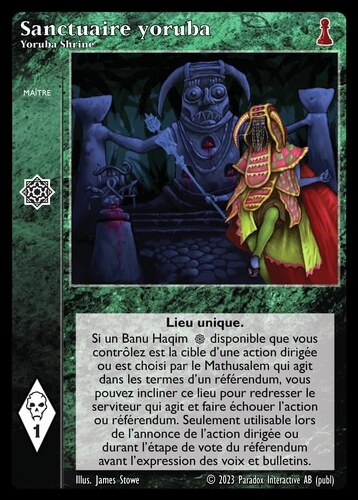 Sanctuaire yoruba
Yoruba Shrine
MAÎTRE
Lieu unique.
Si un Banu Haqim disponible que vous
contrôlez est la cible d'une action dirigée
ou est choisi par le Mathusalem qui agit
dans les termes d'un référendum, vous
pouvez incliner ce lieu pour redresser le
serviteur qui agit et faire échouer l'action
ou référendum. Seulement utilisable lors
de l'annonce de l'action dirigée ou
durant l'étape de vote du référendum
avant l'expression des voix et bulletins.
1
Illus. James Stowe
© 2023 Paradox Interactive AB (publ)